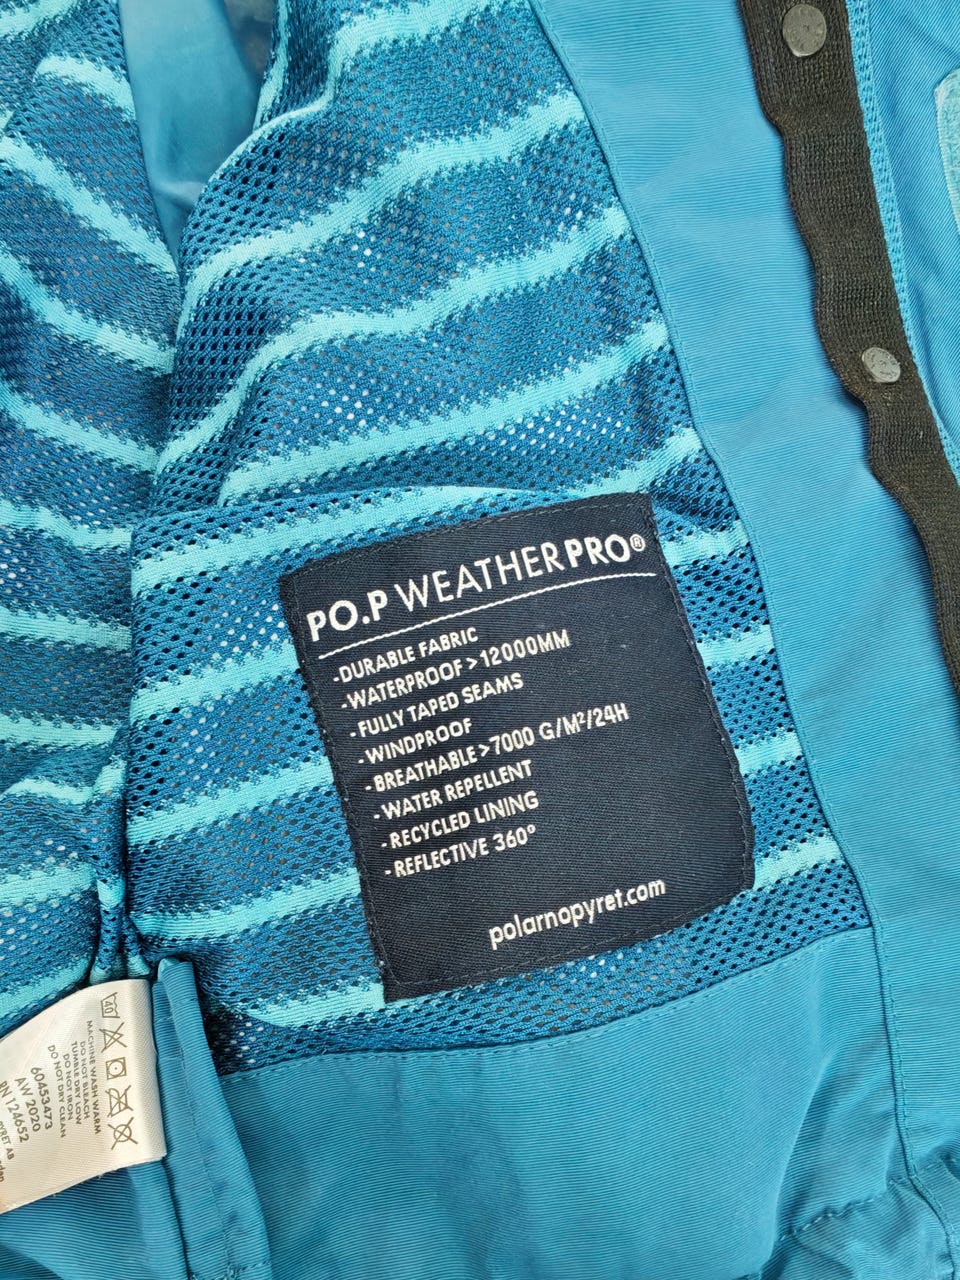 PO.P WEATHERPRO®
-DURABLE FABRIC
-WATERPROOF > 12000MM
-FULLY TAPED SEAMS
-WINDPROOF
-BREATHABLE >7000 G/M²/24H
-WATER REPELLENT
-RECYCLED LINING
-REFLECTIVE 360°
polarnopyret.com
40
MACHINE WASH WARM
DO NOT BLEACH
TUMBLE DRY LOW
DO NOT IRON
DO NOT DRY CLEAN
60453473
AW 2020
RN 124652